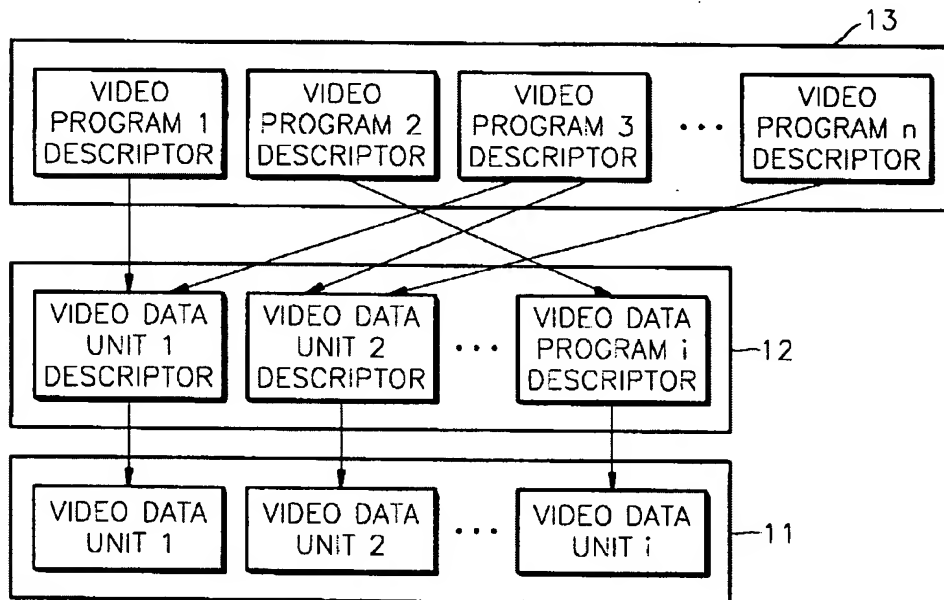 13
VIDEO
PROGRAM 1
DESCRIPTOR
VIDEO
PROGRAM 2
DESCRIPTOR
VIDEO
PROGRAM 3
DESCRIPTOR
...
VIDEO
PROGRAM n
DESCRIPTOR
VIDEO DATA
UNIT 1
DESCRIPTOR
VIDEO DATA
UNIT 2
DESCRIPTOR
...
VIDEO DATA
PROGRAM i
DESCRIPTOR
12
VIDEO DATA
UNIT 1
VIDEO DATA
UNIT 2
...
VIDEO DATA
UNIT i
11